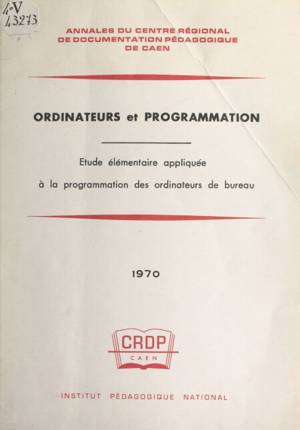 4°V
43273
ANNALES DU CENTRE RÉGIONAL
DE DOCUMENTATION PÉDAGOGIQUE
DE CAEN
ORDINATEURS et PROGRAMMATION
Etude élémentaire appliquée
à la programmation des ordinateurs de bureau
1970
CRDP
CAEN
INSTITUT PÉDAGOGIQUE NATIONAL